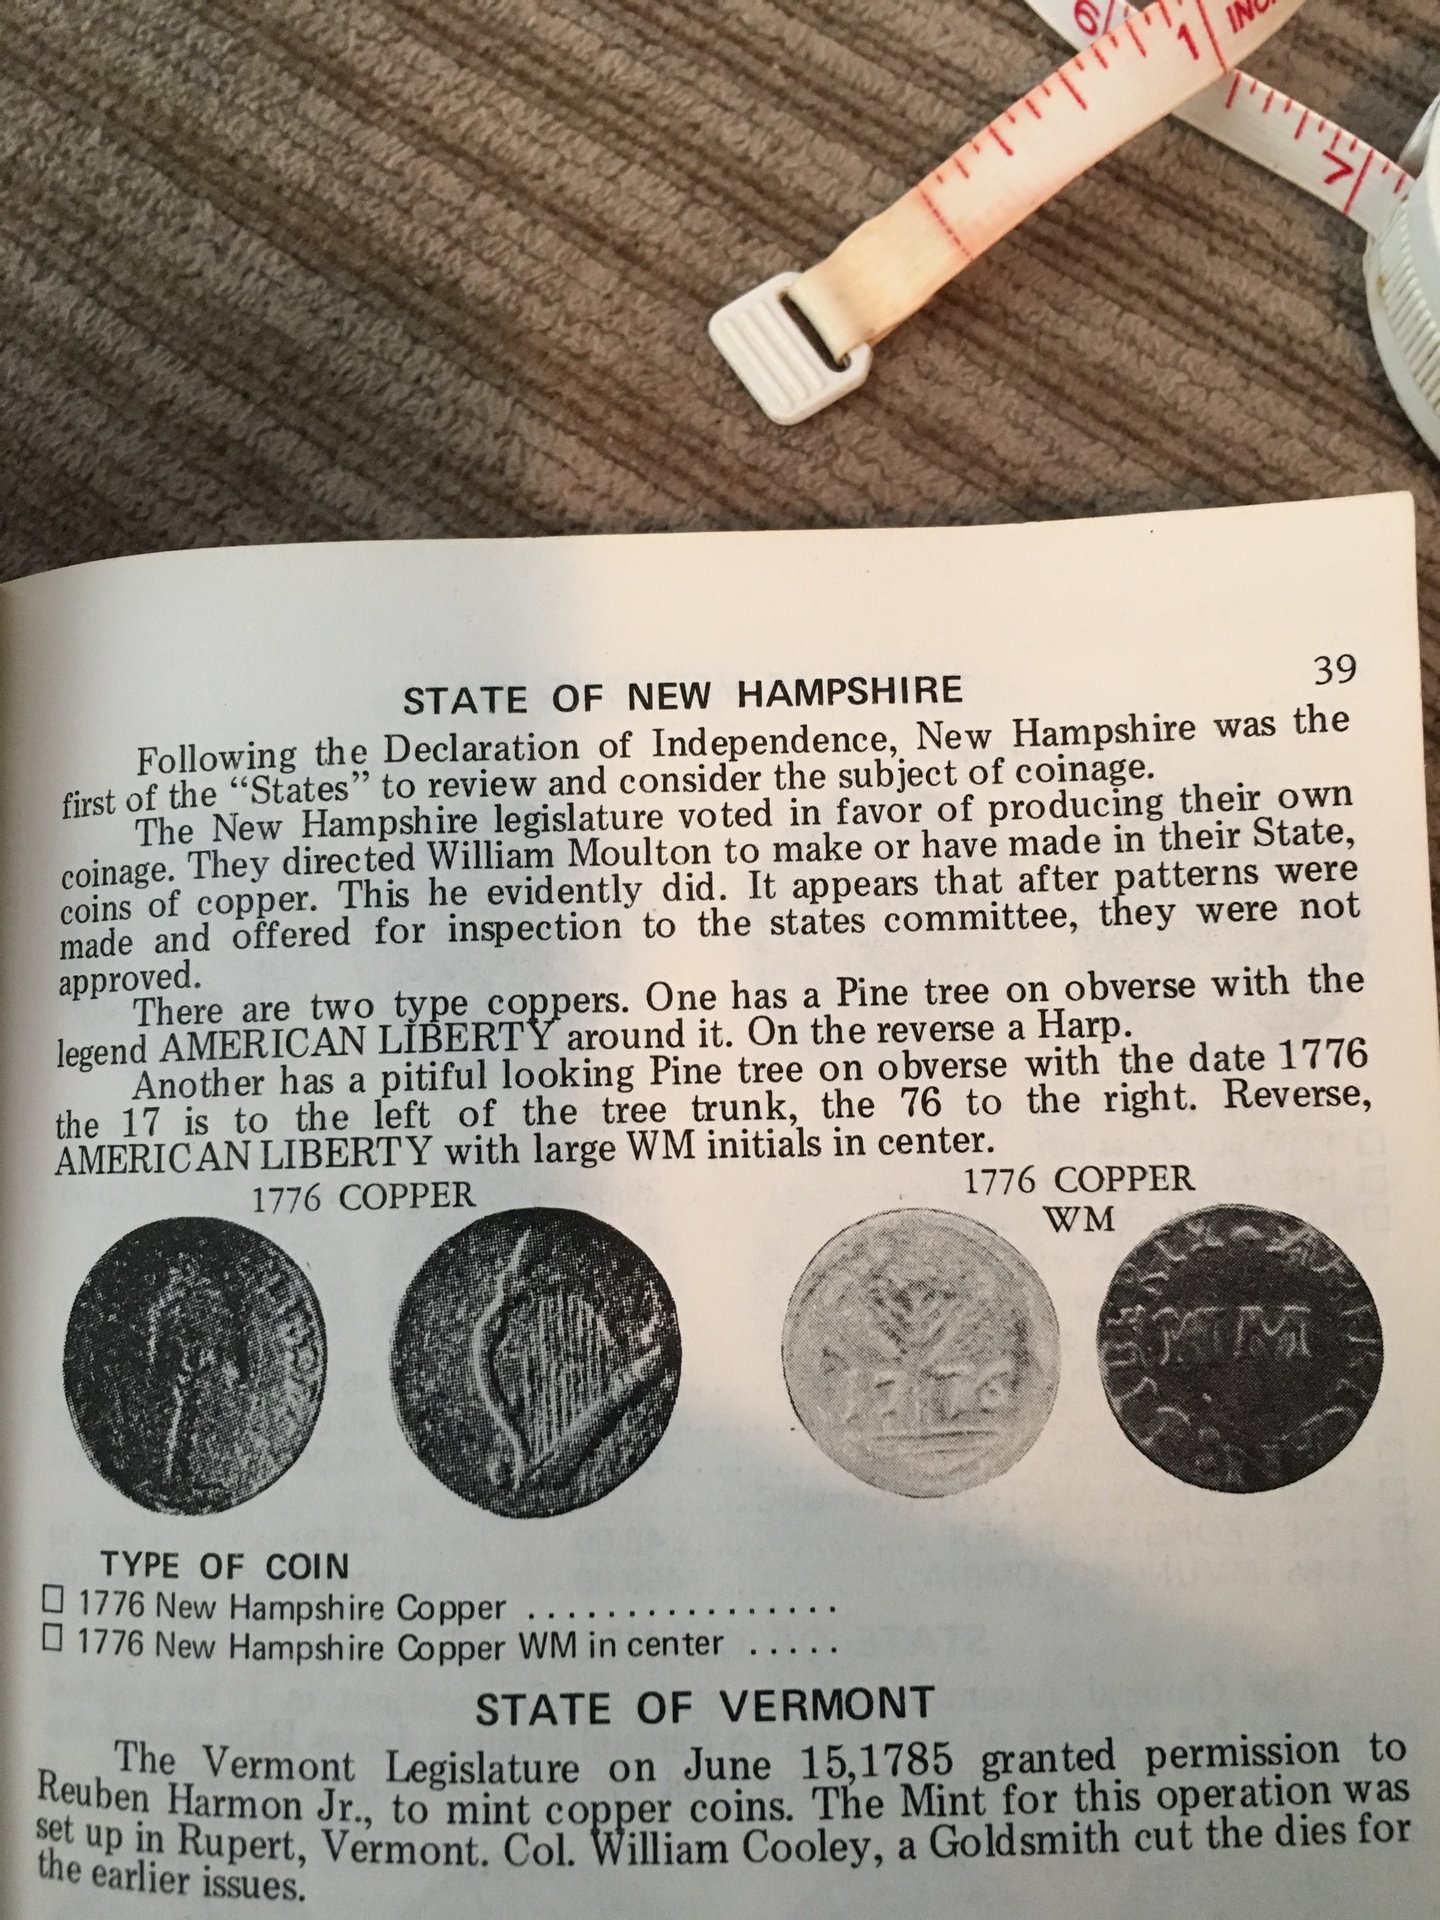 6
1
INC
7
39
STATE OF NEW HAMPSHIRE
Following the Declaration of Independence, New Hampshire was the
first of the “States” to review and consider the subject of coinage.
The New Hampshire legislature voted in favor of producing their own
coinage. They directed William Moulton to make or have made in their State,
coins of copper. This he evidently did. It appears that after patterns were
made and offered for inspection to the states committee, they were not
approved.
There are two type coppers. One has a Pine tree on obverse with the
legend AMERICAN LIBERTY around it. On the reverse a Harp.
Another has a pitiful looking Pine tree on obverse with the date 1776
the 17 is to the left of the tree trunk, the 76 to the right. Reverse,
AMERICAN LIBERTY with large WM initials in center.
1776 COPPER
1776 COPPER
WM
TYPE OF COIN
☐ 1776 New Hampshire Copper ................
☐ 1776 New Hampshire Copper WM in center .....
STATE OF VERMONT
The Vermont Legislature on June 15,1785 granted permission to
Reuben Harmon Jr., to mint copper coins. The Mint for this operation was
set up in Rupert, Vermont. Col. William Cooley, a Goldsmith cut the dies for
the earlier issues.